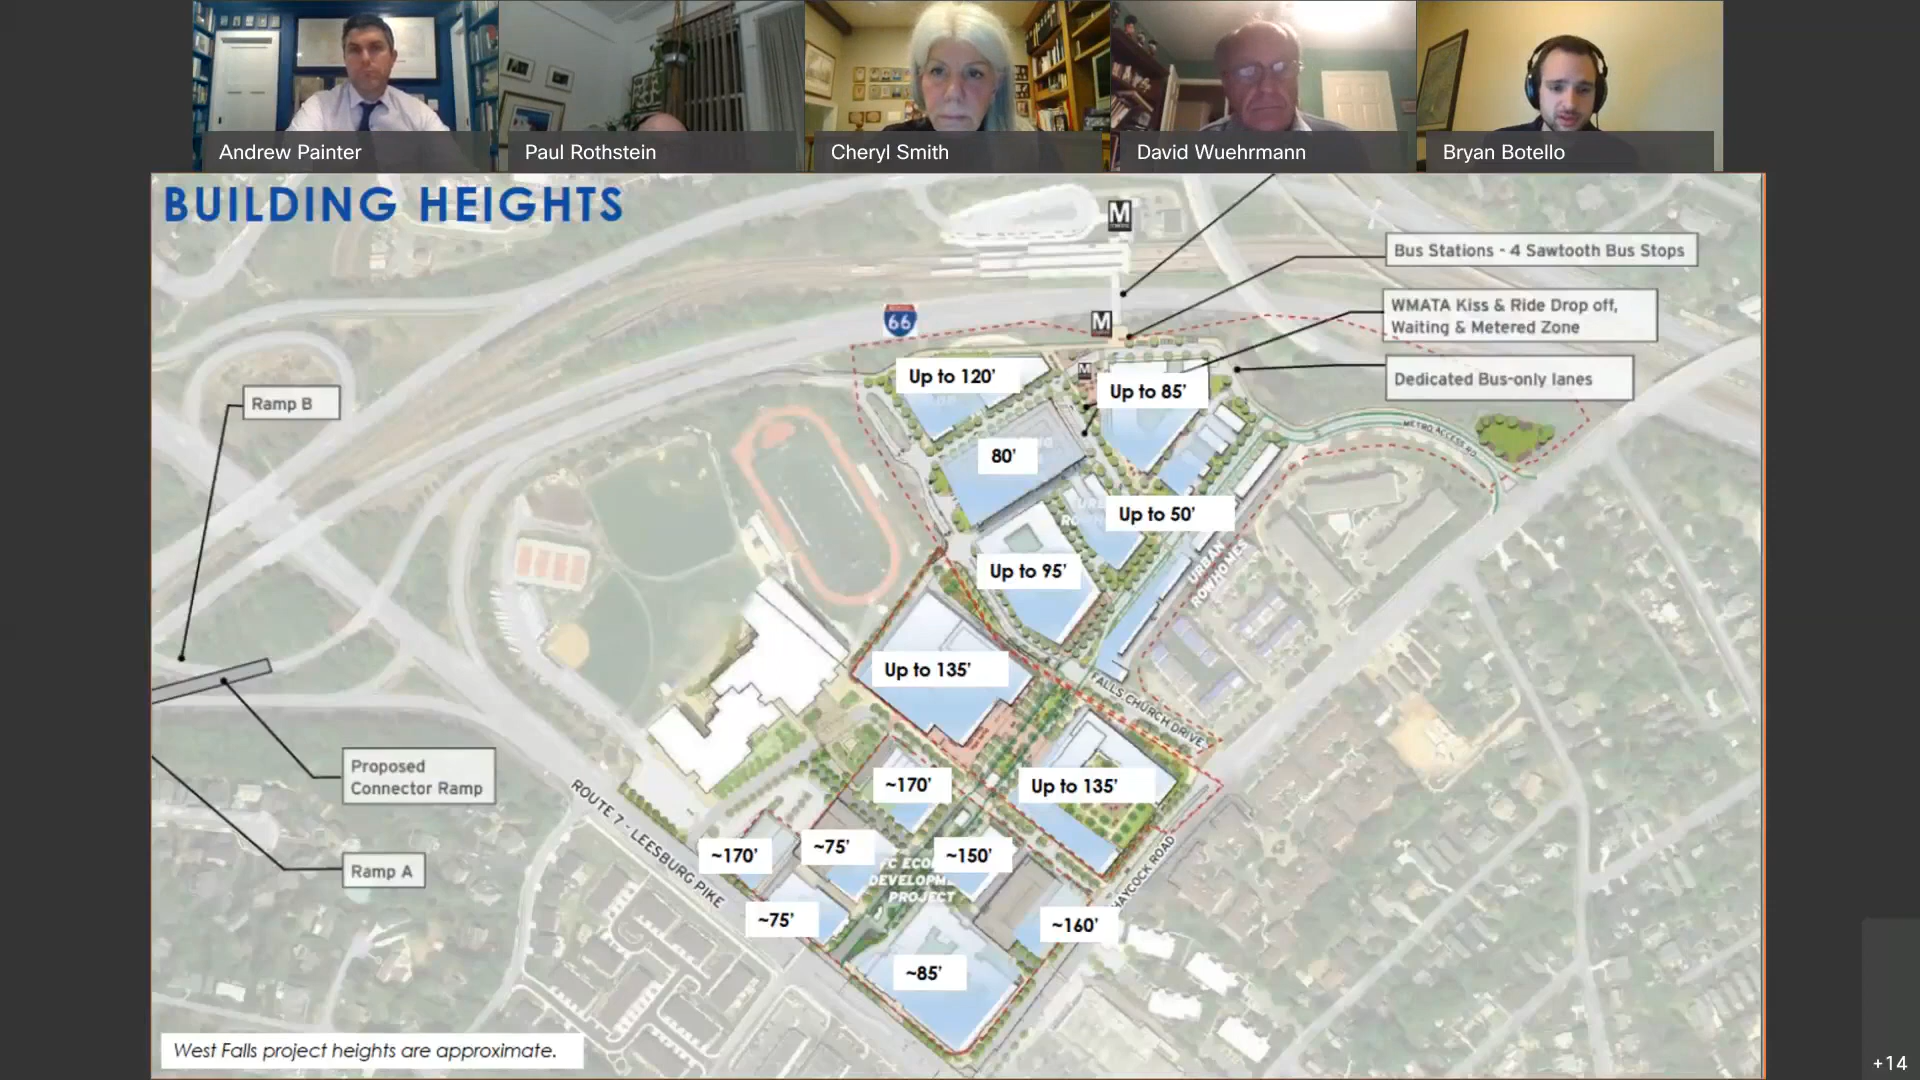 Andrew Painter
Paul Rothstein
Cheryl Smith
David Wuehrmann
Bryan Botello
BUILDING HEIGHTS
M
Bus Stations - 4 Sawtooth Bus Stops
WMATA Kiss & Ride Drop off,
Waiting & Metered Zone
66
M
Dedicated Bus-only lanes
Up to 120'
M
Up to 85'
Ramp B
METRO ACCESS RD.
80'
Up to 50'
Up to 95'
URBAN
ROWHOMES
Up to 135'
FALLS CHURCH DRIVE
Proposed
Connector Ramp
~170'
Up to 135'
ROUTE 7 - LEESBURG PIKE
~170'
~75'
~150'
FC ECO
DEVELOPM
PROJECT
HAYCOCK ROAD
Ramp A
~75'
~160'
~85'
West Falls project heights are approximate.
+14